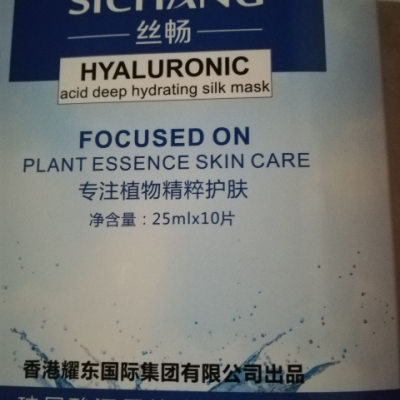 SICHANG
丝畅
HYALURONIC
acid deep hydrating silk mask
FOCUSED ON
PLANT ESSENCE SKIN CARE
专注植物精粹护肤
净含量：25mlx10片
香港耀东国际集团有限公司出品